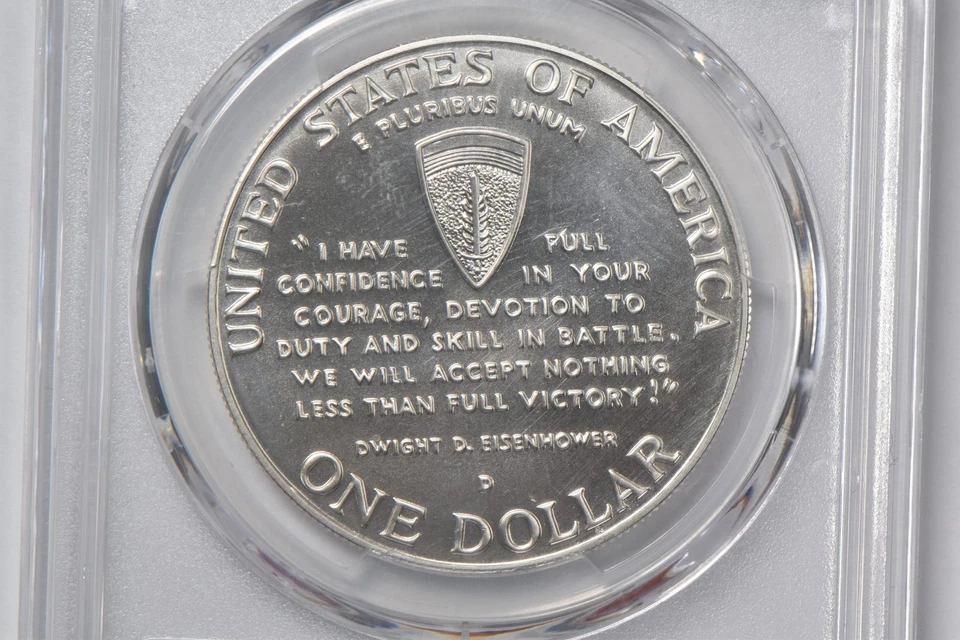 UNITED STATES OF AMERICA
E PLURIBUS UNUM
"I HAVE FULL
CONFIDENCE IN YOUR
COURAGE, DEVOTION TO
DUTY AND SKILL IN BATTLE.
WE WILL ACCEPT NOTHING
LESS THAN FULL VICTORY!"
DWIGHT D. EISENHOWER
D
ONE DOLLAR